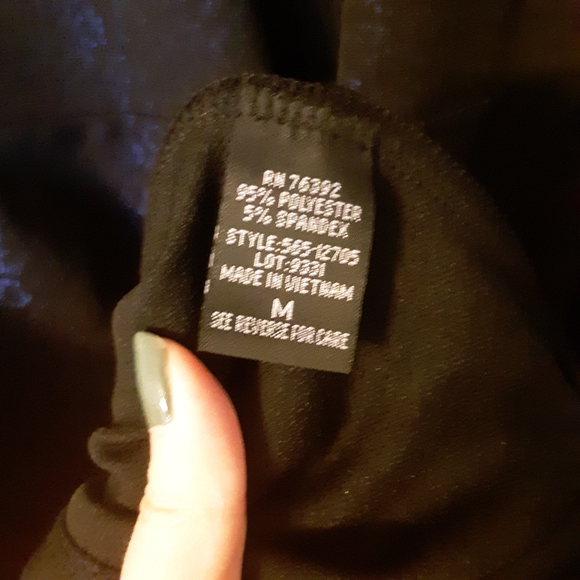 RN 76392
95% POLYESTER
5% SPANDEX
STYLE:565-12705
LOT:9331
MADE IN VIETNAM
M
SEE REVERSE FOR CARE